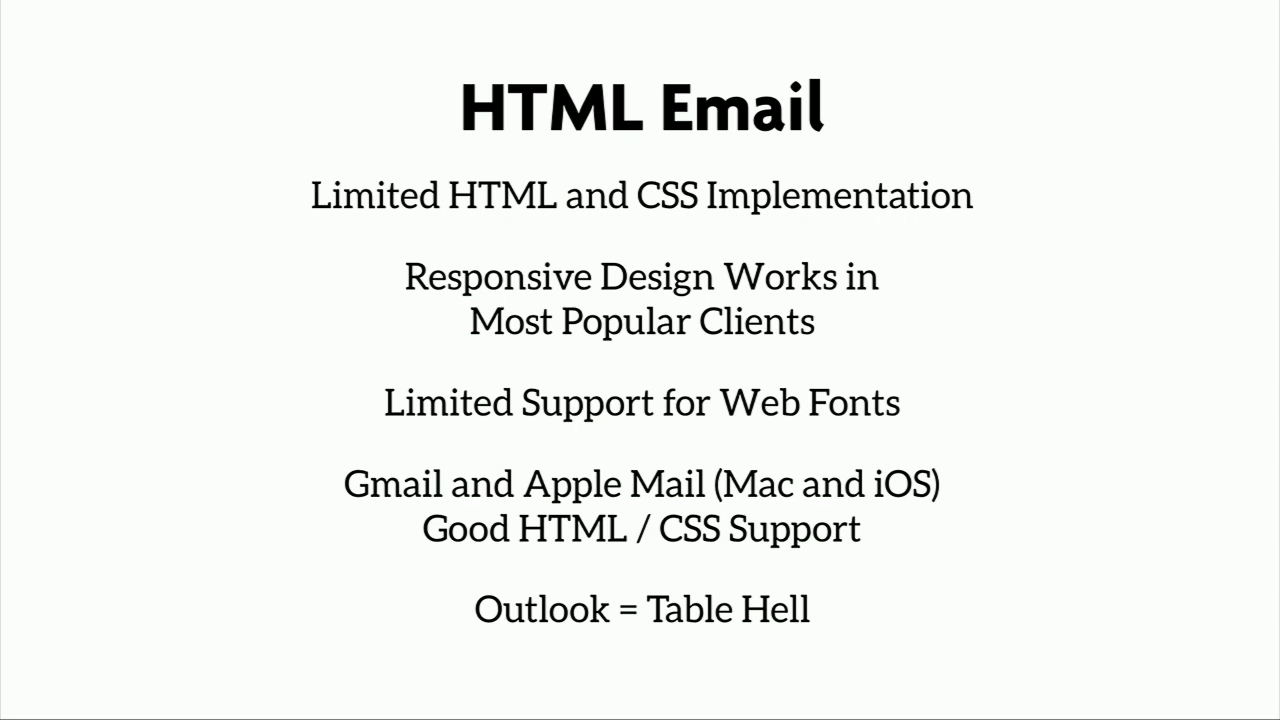 HTML Email
Limited HTML and CSS Implementation
Responsive Design Works in
Most Popular Clients
Limited Support for Web Fonts
Gmail and Apple Mail (Mac and iOS)
Good HTML / CSS Support
Outlook = Table Hell